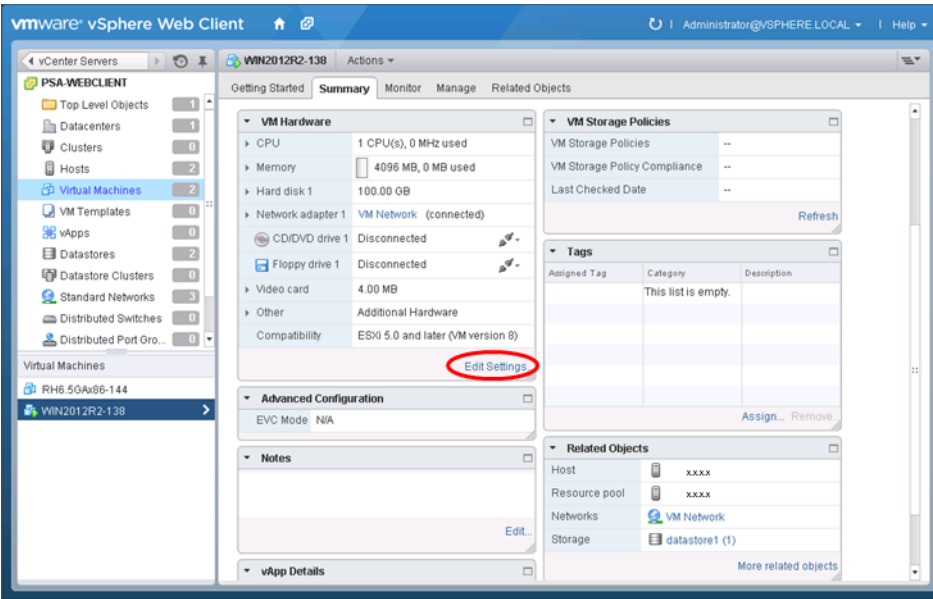 vmware® vSphere Web Client
Administrator@VSPHERE.LOCAL
Help
vCenter Servers
WIN2012R2-138 Actions
PSA-WEBCLIENT
Top Level Objects 1
Datacenters 1
Clusters 0
Hosts 2
Virtual Machines 2
VM Templates 0
vApps 0
Datastores 2
Datastore Clusters 0
Standard Networks 3
Distributed Switches 0
Distributed Port Gro... 0
Virtual Machines
RH6.5GAx86-144
WIN2012R2-138
Getting Started Summary Monitor Manage Related Objects
VM Hardware
CPU 1 CPU(s), 0 MHz used
Memory 4096 MB, 0 MB used
Hard disk 1 100.00 GB
Network adapter 1 VM Network (connected)
CD/DVD drive 1 Disconnected
Floppy drive 1 Disconnected
Video card 4.00 MB
Other Additional Hardware
Compatibility ESXi 5.0 and later (VM version 8)
Edit Settings...
Advanced Configuration
EVC Mode N/A
Notes
Edit...
vApp Details
VM Storage Policies
VM Storage Policies --
VM Storage Policy Compliance --
Last Checked Date --
Refresh
Tags
Assigned Tag Category Description
This list is empty.
Assign... Remove...
Related Objects
Host xxxx
Resource pool xxxx
Networks VM Network
Storage datastore1 (1)
More related objects